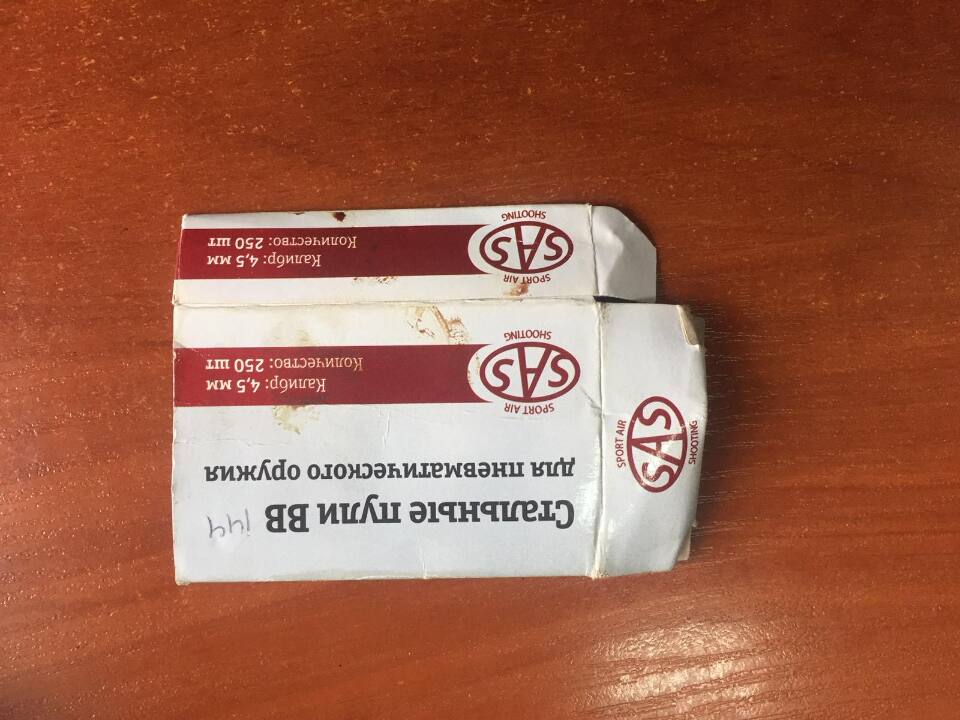 Стальные пули BB
144
для пневматического оружия
SPORT AIR
SAS
SHOOTING
Калибр: 4,5 мм
Количество: 250 шт
SPORT AIR
SAS
SHOOTING
Калибр: 4,5 мм
Количество: 250 шт
SPORT AIR
SAS
SHOOTING